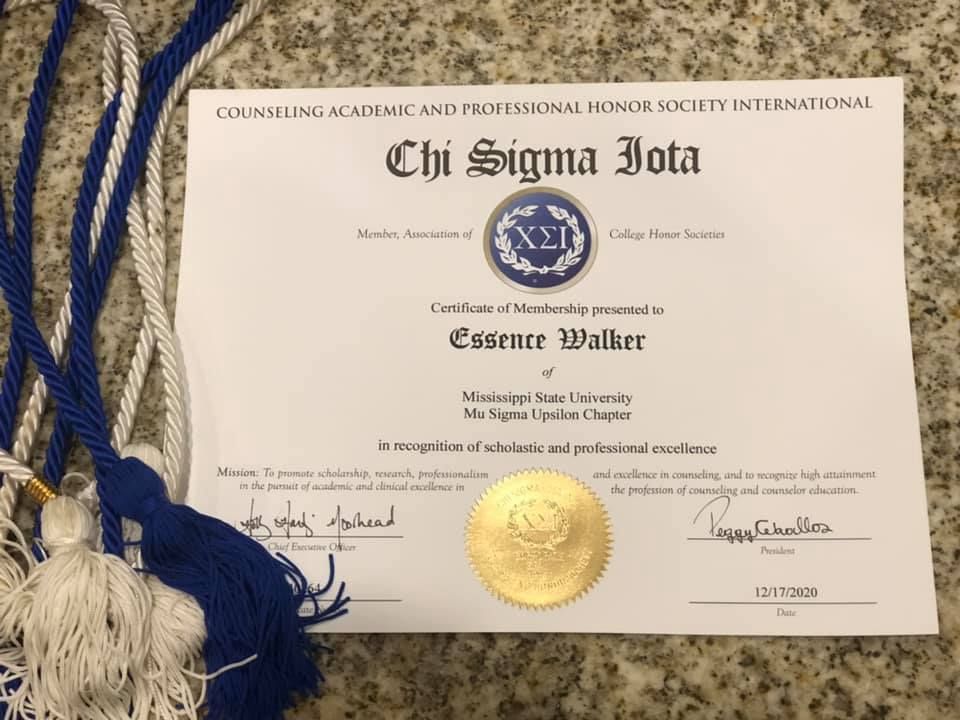 COUNSELING ACADEMIC AND PROFESSIONAL HONOR SOCIETY INTERNATIONAL
Chi Sigma Iota
Member, Association of College Honor Societies
ΧΣΙ
Certificate of Membership presented to
Essence Walker
of
Mississippi State University
Mu Sigma Upsilon Chapter
in recognition of scholastic and professional excellence
Mission: To promote scholarship, research, professionalism and excellence in counseling, and to recognize high attainment
in the pursuit of academic and clinical excellence in the profession of counseling and counselor education.
ΧΣΙ
Moorhead
Peggy Ceballos
Chief Executive Officer
President
12/17/2020
Date